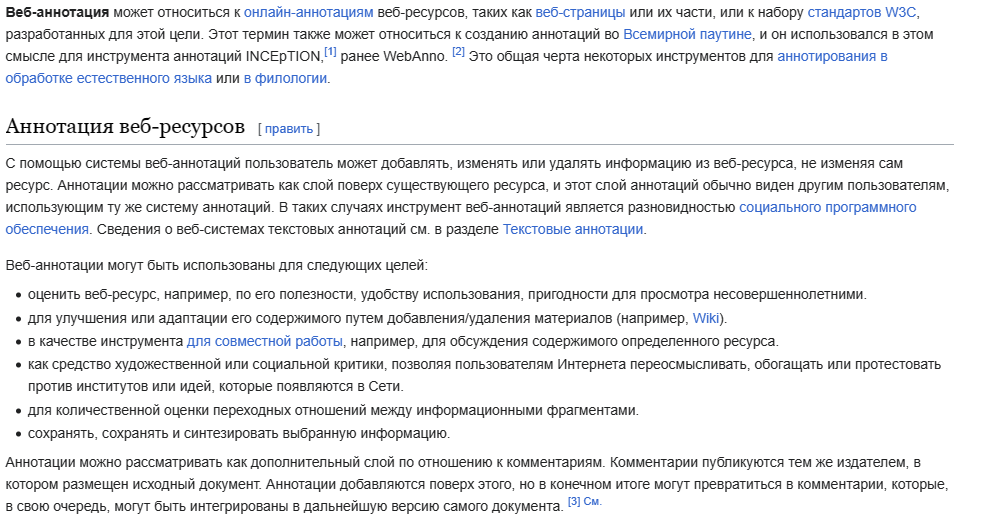 Веб-аннотация может относиться к онлайн-аннотациям веб-ресурсов, таких как веб-страницы или их части, или к набору стандартов W3C,
разработанных для этой цели. Этот термин также может относиться к созданию аннотаций во Всемирной паутине, и он использовался в этом
смысле для инструмента аннотаций INCEpTION,[1] ранее WebAnno. [2] Это общая черта некоторых инструментов для аннотирования в
обработке естественного языка или в филологии.
Аннотация веб-ресурсов [ править ]
С помощью системы веб-аннотаций пользователь может добавлять, изменять или удалять информацию из веб-ресурса, не изменяя сам
ресурс. Аннотации можно рассматривать как слой поверх существующего ресурса, и этот слой аннотаций обычно виден другим пользователям,
использующим ту же систему аннотаций. В таких случаях инструмент веб-аннотаций является разновидностью социального программного
обеспечения. Сведения о веб-системах текстовых аннотаций см. в разделе Текстовые аннотации.
Веб-аннотации могут быть использованы для следующих целей:
• оценить веб-ресурс, например, по его полезности, удобству использования, пригодности для просмотра несовершеннолетними.
• для улучшения или адаптации его содержимого путем добавления/удаления материалов (например, Wiki).
• в качестве инструмента для совместной работы, например, для обсуждения содержимого определенного ресурса.
• как средство художественной или социальной критики, позволяя пользователям Интернета переосмысливать, обогащать или протестовать
против институтов или идей, которые появляются в Сети.
• для количественной оценки переходных отношений между информационными фрагментами.
• сохранять, сохранять и синтезировать выбранную информацию.
Аннотации можно рассматривать как дополнительный слой по отношению к комментариям. Комментарии публикуются тем же издателем, в
котором размещен исходный документ. Аннотации добавляются поверх этого, но в конечном итоге могут превратиться в комментарии, которые,
в свою очередь, могут быть интегрированы в дальнейшую версию самого документа. [3] См.